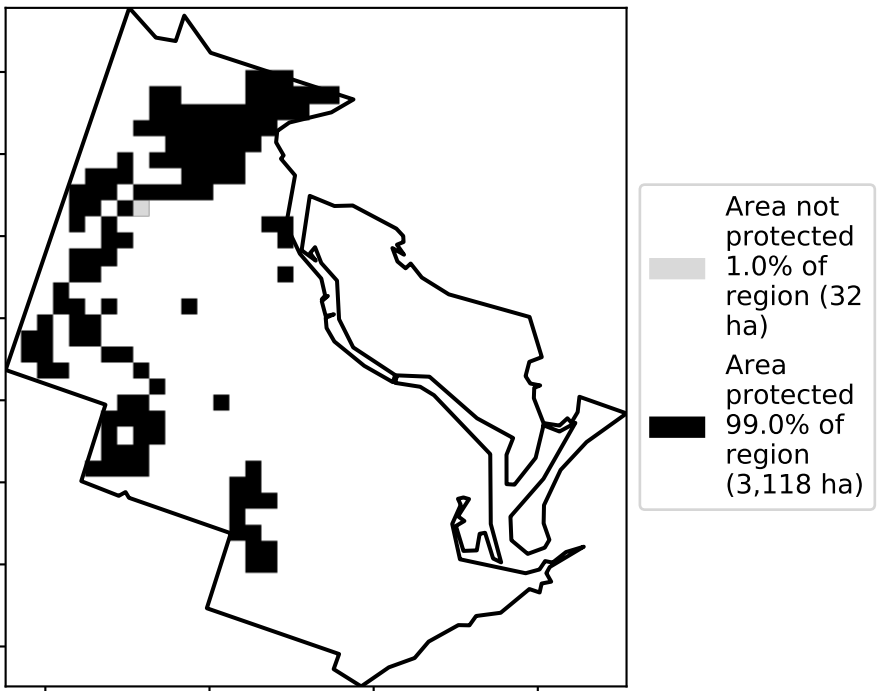 Area not
protected
1.0% of
region (32
ha)
Area
protected
99.0% of
region
(3,118 ha)